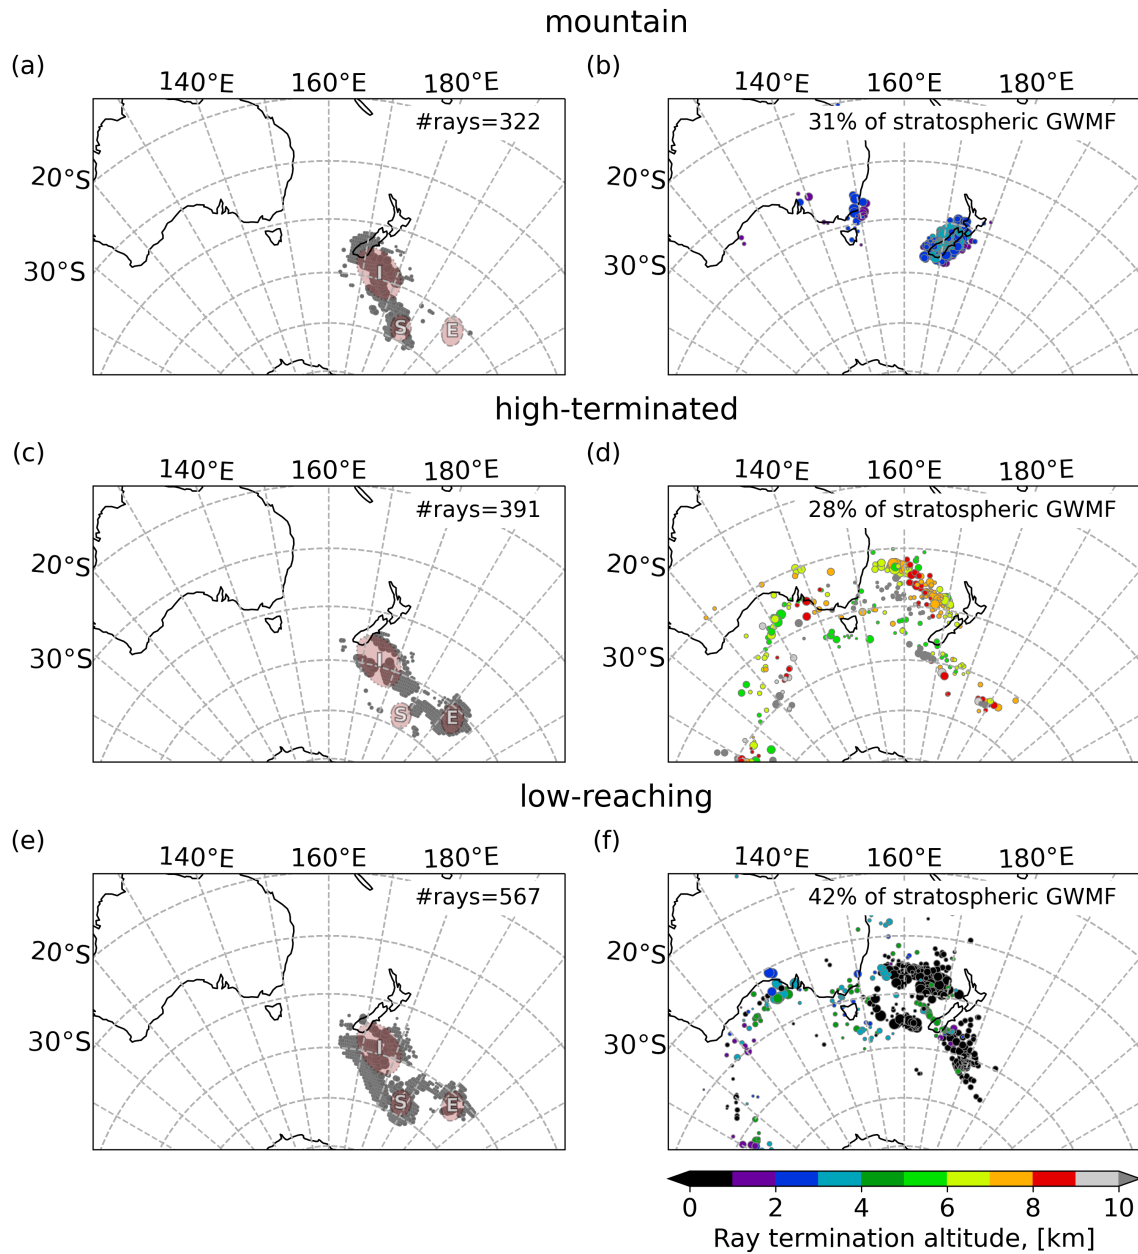 mountain
(a)
(b)
140°E 160°E 180°E
140°E 160°E 180°E
#rays=322
31% of stratospheric GWMF
20°S
20°S
30°S
30°S
I
S
E
high-terminated
(c)
(d)
140°E 160°E 180°E
140°E 160°E 180°E
#rays=391
28% of stratospheric GWMF
20°S
20°S
30°S
30°S
I
S
E
low-reaching
(e)
(f)
140°E 160°E 180°E
140°E 160°E 180°E
#rays=567
42% of stratospheric GWMF
20°S
20°S
30°S
30°S
I
S
E
0 2 4 6 8 10
Ray termination altitude, [km]